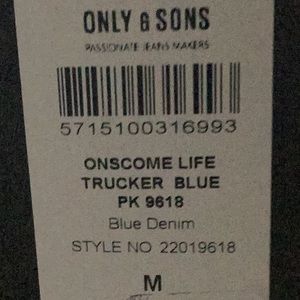 ONLY & SONS
PASSIONATE JEANS MAKERS
5715100316993
ONSCOME LIFE
TRUCKER BLUE
PK 9618
Blue Denim
STYLE NO 22019618
M